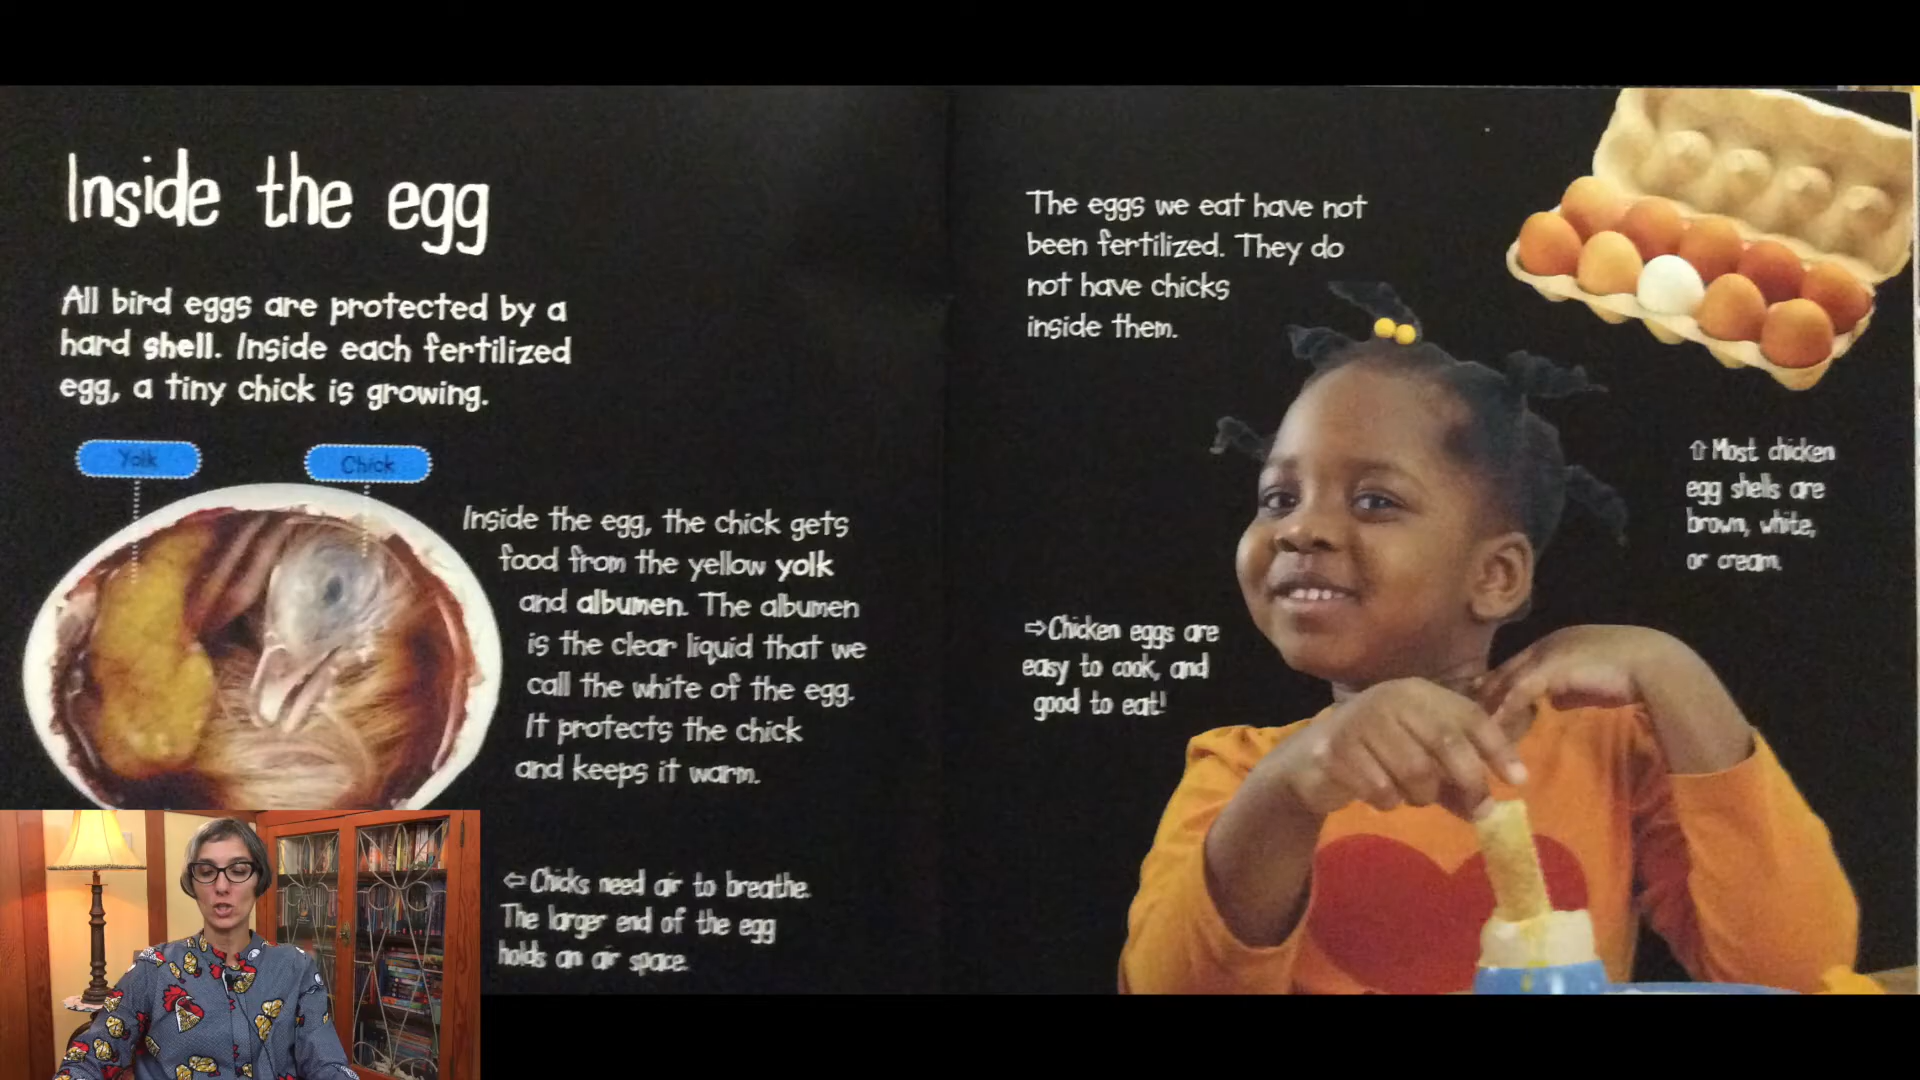 Inside the egg
All bird eggs are protected by a
hard shell. Inside each fertilized
egg, a tiny chick is growing.
Yolk
Chick
Inside the egg, the chick gets
food from the yellow yolk
and albumen. The albumen
is the clear liquid that we
call the white of the egg.
It protects the chick
and keeps it warm.
⇦ Chicks need air to breathe.
The larger end of the egg
holds an air space.
The eggs we eat have not
been fertilized. They do
not have chicks
inside them.
⇧ Most chicken
egg shells are
brown, white,
or cream.
⇨ Chicken eggs are
easy to cook, and
good to eat!